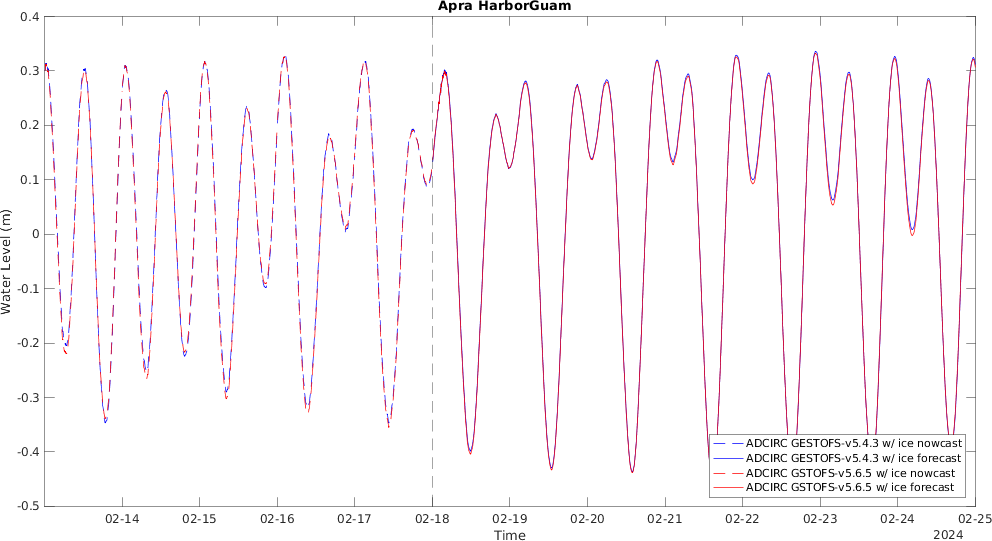 Apra HarborGuam
0.4
0.3
0.2
0.1
0
-0.1
-0.2
-0.3
-0.4
-0.5
Water Level (m)
ADCIRC GESTOFS-v5.4.3 w/ ice nowcast
ADCIRC GESTOFS-v5.4.3 w/ ice forecast
ADCIRC GSTOFS-v5.6.5 w/ ice nowcast
ADCIRC GSTOFS-v5.6.5 w/ ice forecast
02-14 02-15 02-16 02-17 02-18 02-19 02-20 02-21 02-22 02-23 02-24 02-25
Time
2024